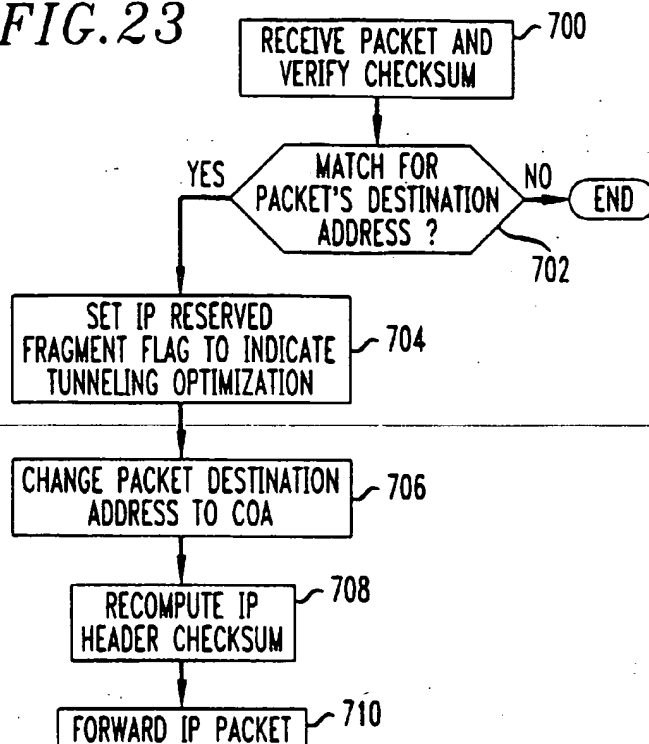 FIG.23
RECEIVE PACKET AND
VERIFY CHECKSUM
700
MATCH FOR
PACKET'S DESTINATION
ADDRESS ?
702
YES
NO
END
SET IP RESERVED
FRAGMENT FLAG TO INDICATE
TUNNELING OPTIMIZATION
704
CHANGE PACKET DESTINATION
ADDRESS TO COA
706
RECOMPUTE IP
HEADER CHECKSUM
708
FORWARD IP PACKET
710